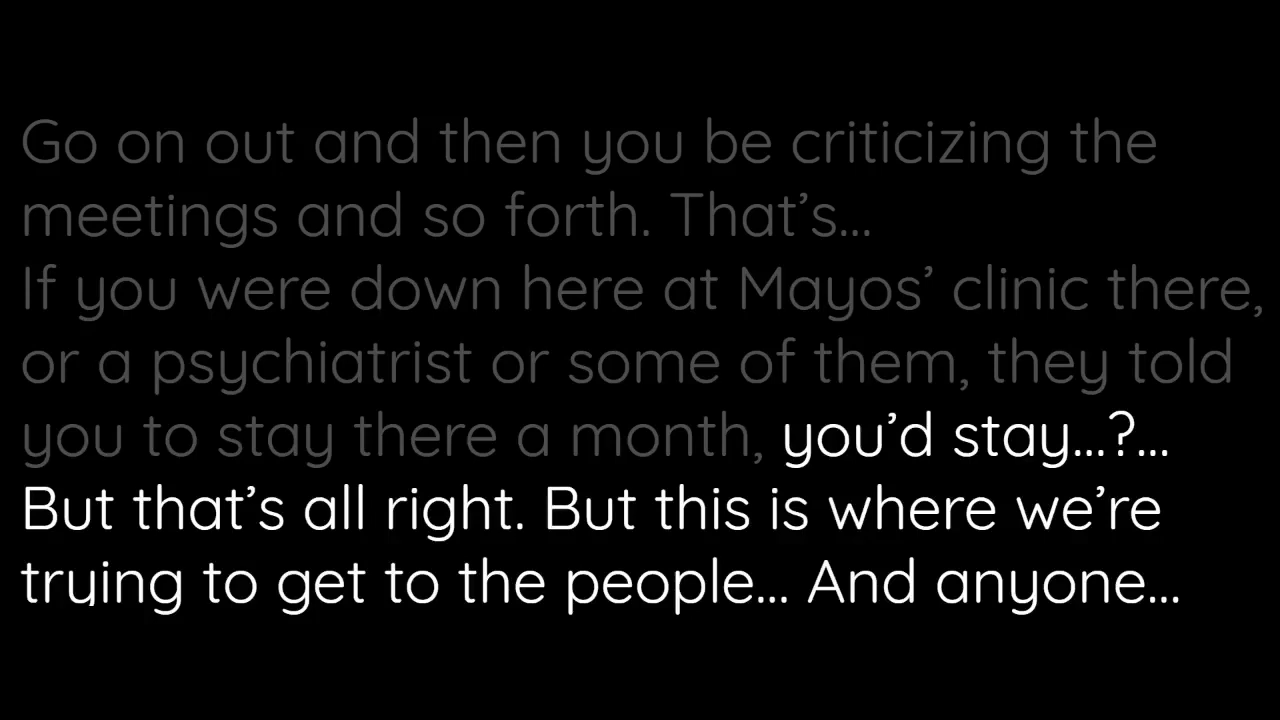 Go on out and then you be criticizing the
meetings and so forth. That’s...
If you were down here at Mayos’ clinic there,
or a psychiatrist or some of them, they told
you to stay there a month, you’d stay...?...
But that’s all right. But this is where we’re
trying to get to the people... And anyone...